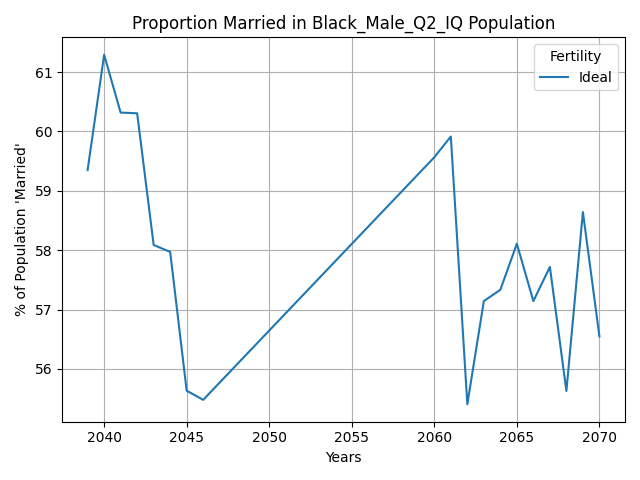 Proportion Married in Black_Male_Q2_IQ Population
Fertility
Ideal
% of Population 'Married'
61
60
59
58
57
56
2040 2045 2050 2055 2060 2065 2070
Years